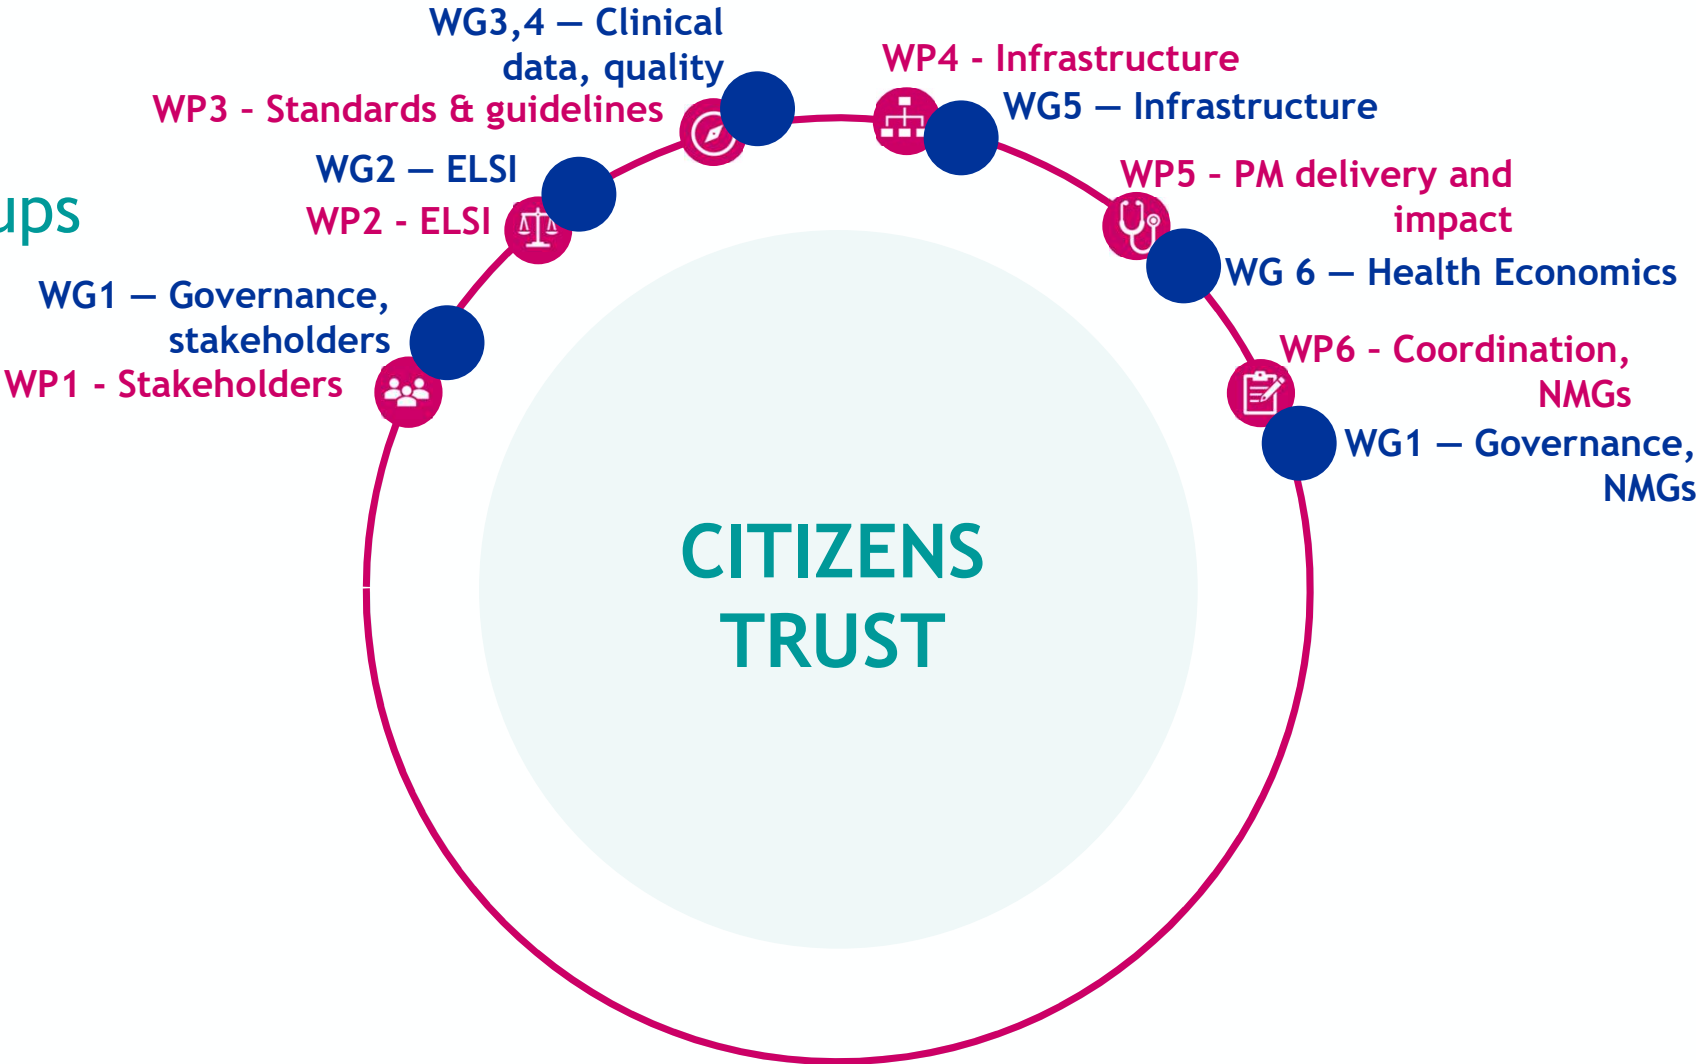 WG3,4 — Clinical
data, quality
WP3 – Standards & guidelines
WG2 — ELSI
WP2 - ELSI
WG1 — Governance,
stakeholders
WP1 - Stakeholders
WP4 - Infrastructure
WG5 — Infrastructure
WP5 – PM delivery and
impact
WG 6 — Health Economics
WP6 – Coordination,
NMGs
WG1 — Governance,
NMGs
CITIZENS
TRUST